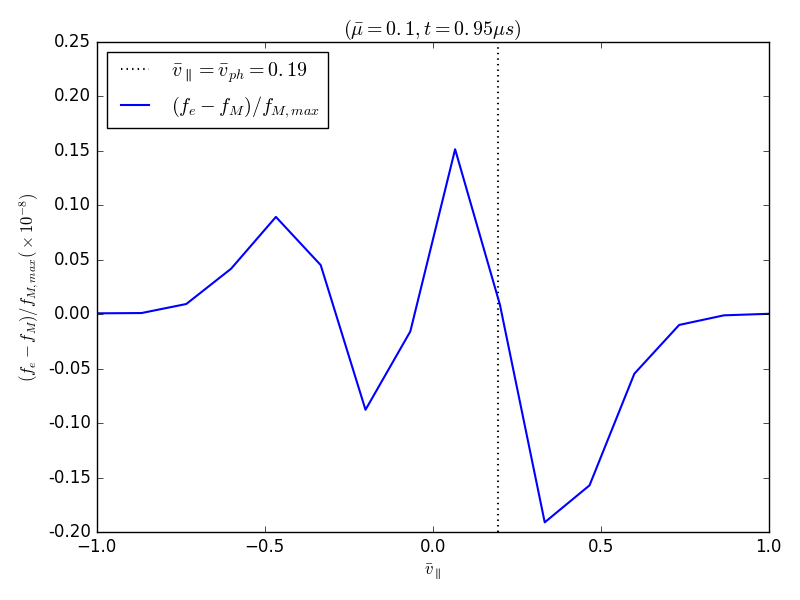 (μ̄ = 0.1, t = 0.95μs)
v̄∥ = v̄ph = 0.19
(fe − fM)/fM,max
0.25
0.20
0.15
0.10
0.05
0.00
-0.05
-0.10
-0.15
-0.20
(fe − fM)/fM,max(×10⁻⁸)
−1.0 −0.5 0.0 0.5 1.0
v̄∥